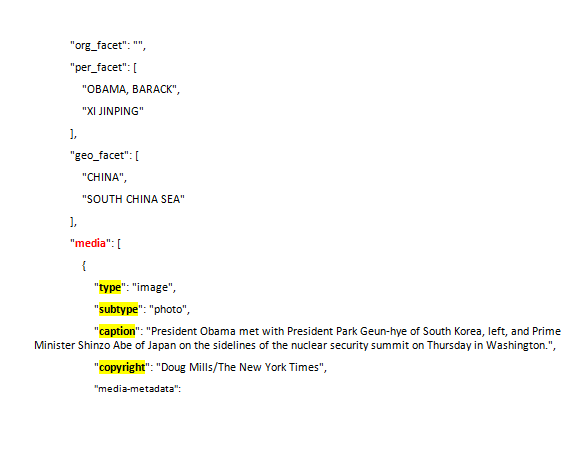 "org_facet": "",
"per_facet": [
"OBAMA, BARACK",
"XI JINPING"
],
"geo_facet": [
"CHINA",
"SOUTH CHINA SEA"
],
"media": [
{
"type": "image",
"subtype": "photo",
"caption": "President Obama met with President Park Geun-hye of South Korea, left, and Prime
Minister Shinzo Abe of Japan on the sidelines of the nuclear security summit on Thursday in Washington.",
"copyright": "Doug Mills/The New York Times",
"media-metadata":